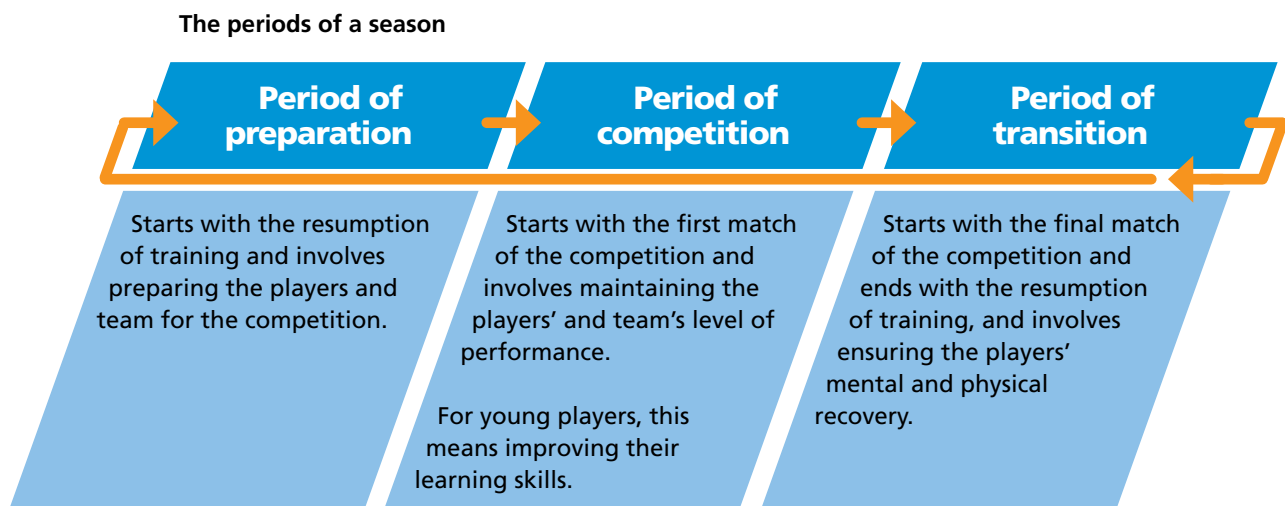 The periods of a season
Period of
preparation
Period of
competition
Period of
transition
Starts with the resumption
of training and involves
preparing the players and
team for the competition.
Starts with the first match
of the competition and
involves maintaining the
players’ and team’s level of
performance.
For young players, this
means improving their
learning skills.
Starts with the final match
of the competition and
ends with the resumption
of training, and involves
ensuring the players’
mental and physical
recovery.